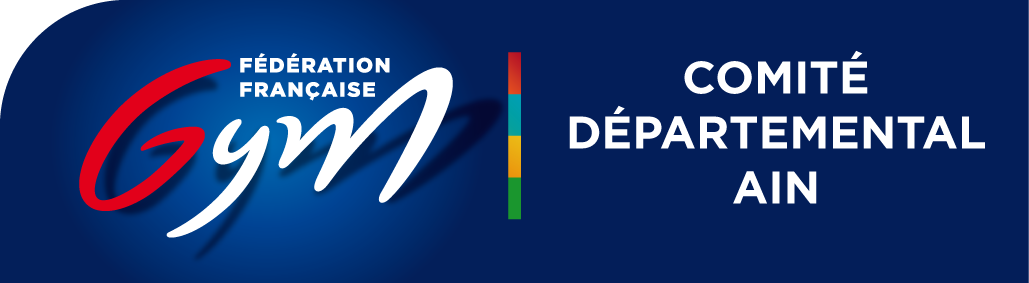 FÉDÉRATION
FRANÇAISE
Gym
COMITÉ
DÉPARTEMENTAL
AIN